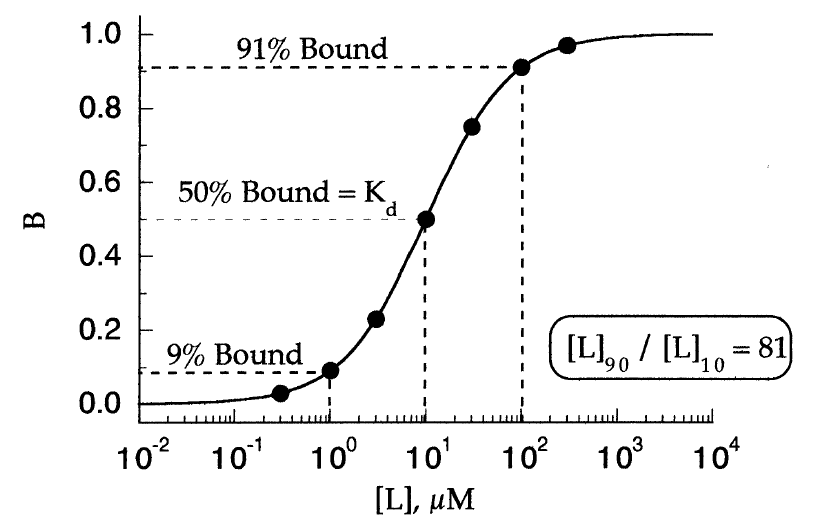 1.0
91% Bound
0.8
0.6
50% Bound = K_d
B
0.4
0.2
9% Bound
[L]_90 / [L]_10 = 81
0.0
10^-2 10^-1 10^0 10^1 10^2 10^3 10^4
[L], μM